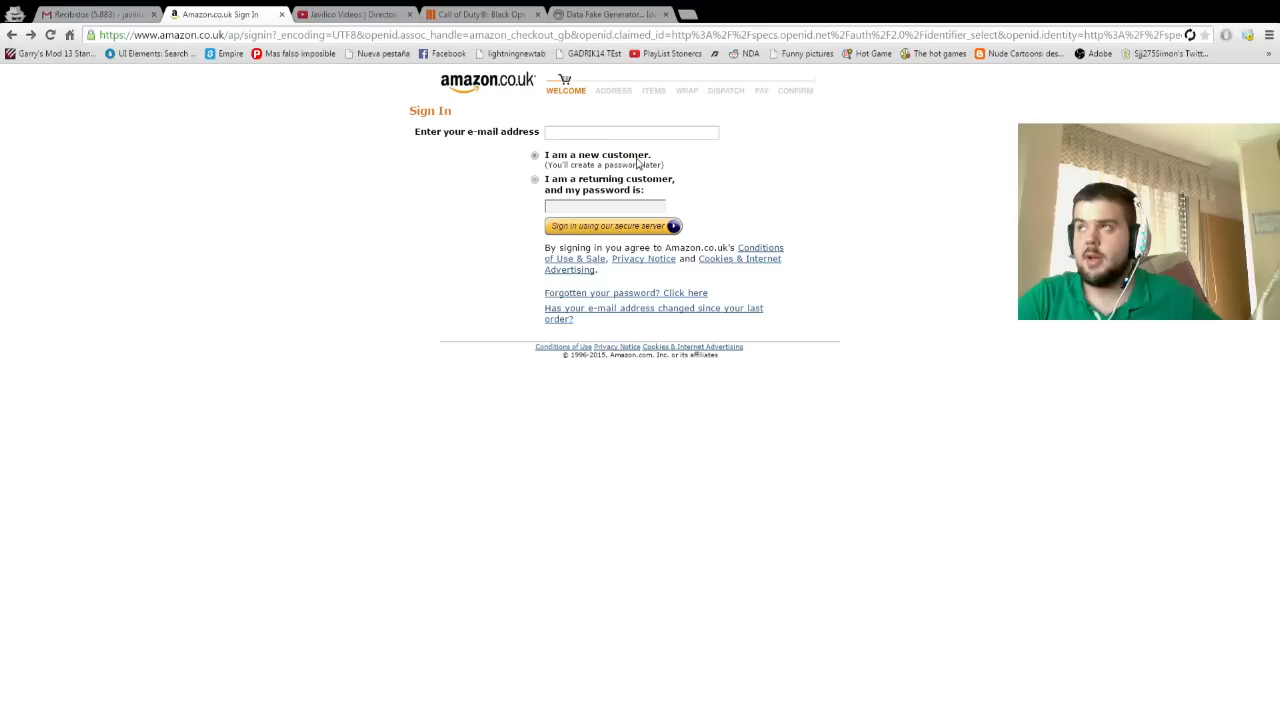 Recibidos (5.883) - javilico
Amazon.co.uk Sign In
Javilico Videos | Director
Call of Duty®: Black Ops
Data Fake Generator...
https://www.amazon.co.uk/ap/signin?_encoding=UTF8&openid.assoc_handle=amazon_checkout_gb&openid.claimed_id=http%3A%2F%2Fspecs.openid.net%2Fauth%2F2.0%2Fidentifier_select&openid.identity=http%3A%2F%2Fspe
Garry's Mod 13 Stan...
UI Elements: Search ...
Empire
Mas falso imposible
Nueva pestaña
Facebook
lightningnewtab
GADRIK14 TEst
PlayList Stonercs
NDA
Funny pictures
Hot Game
The hot games
Nude Cartoons: des...
Adobe
Sjj275Simon's Twitt...
amazon.co.uk
WELCOME ADDRESS ITEMS WRAP DISPATCH PAY CONFIRM
Sign In
Enter your e-mail address
I am a new customer.
(You'll create a password later)
I am a returning customer,
and my password is:
Sign in using our secure server
By signing in you agree to Amazon.co.uk's Conditions
of Use & Sale, Privacy Notice and Cookies & Internet
Advertising.
Forgotten your password? Click here
Has your e-mail address changed since your last
order?
Conditions of Use Privacy Notice Cookies & Internet Advertising
© 1996-2015, Amazon.com, Inc. or its affiliates